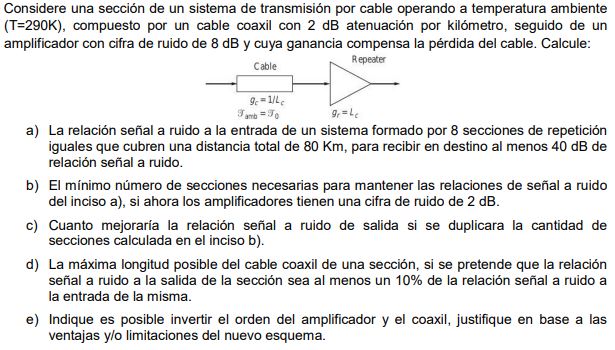 Considere una sección de un sistema de transmisión por cable operando a temperatura ambiente
(T=290K), compuesto por un cable coaxil con 2 dB atenuación por kilómetro, seguido de un
amplificador con cifra de ruido de 8 dB y cuya ganancia compensa la pérdida del cable. Calcule:
Cable
Repeater
g_c = 1/L_c
𝒯_amb = 𝒯_0
g_r = L_c
a) La relación señal a ruido a la entrada de un sistema formado por 8 secciones de repetición
iguales que cubren una distancia total de 80 Km, para recibir en destino al menos 40 dB de
relación señal a ruido.
b) El mínimo número de secciones necesarias para mantener las relaciones de señal a ruido
del inciso a), si ahora los amplificadores tienen una cifra de ruido de 2 dB.
c) Cuanto mejoraría la relación señal a ruido de salida si se duplicara la cantidad de
secciones calculada en el inciso b).
d) La máxima longitud posible del cable coaxil de una sección, si se pretende que la relación
señal a ruido a la salida de la sección sea al menos un 10% de la relación señal a ruido a
la entrada de la misma.
e) Indique es posible invertir el orden del amplificador y el coaxil, justifique en base a las
ventajas y/o limitaciones del nuevo esquema.